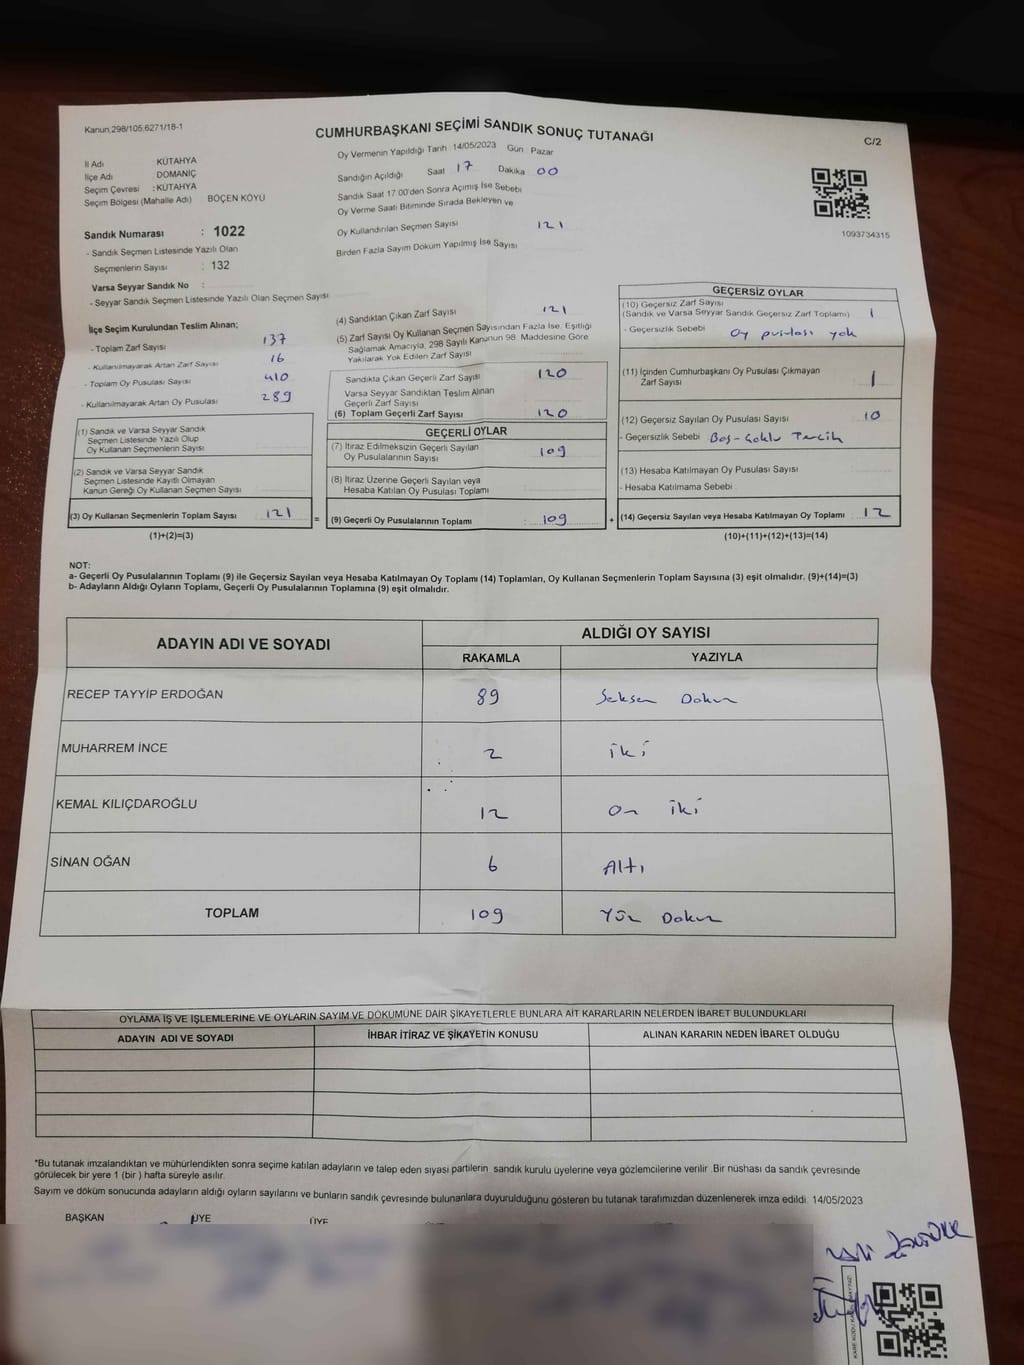 Kanun,298/105,6271/18-1
CUMHURBAŞKANI SEÇİMİ SANDIK SONUÇ TUTANAĞI
C/2
İl Adı KÜTAHYA
İlçe Adı DOMANİÇ
Seçim Çevresi : KÜTAHYA
Seçim Bölgesi (Mahalle Adı) BÖÇEN KÖYÜ
Sandık Numarası : 1022
- Sandık Seçmen Listesinde Yazılı Olan
Seçmenlerin Sayısı : 132
Varsa Seyyar Sandık No :
- Seyyar Sandık Seçmen Listesinde Yazılı Olan Seçmen Sayısı
Oy Vermenin Yapıldığı Tarih 14/05/2023 Gün Pazar
Sandığın Açıldığı Saat 17 Dakika 00
Sandık Saat 17:00'den Sonra Açımış İse Sebebi
Oy Verme Saati Bitiminde Sırada Bekleyen ve
Oy Kullandırılan Seçmen Sayısı 121
Birden Fazla Sayım Döküm Yapılmış İse Sayısı
1093734315
İlçe Seçim Kurulundan Teslim Alınan;
- Toplam Zarf Sayısı 137
- Kullanılmayarak Artan Zarf Sayısı 16
- Toplam Oy Pusulası Sayısı 410
- Kullanılmayarak Artan Oy Pusulası 289
(1) Sandık ve Varsa Seyyar Sandık
Seçmen Listesinde Yazılı Olup
Oy Kullanan Seçmenlerin Sayısı
(2) Sandık ve Varsa Seyyar Sandık
Seçmen Listesinde Kayıtlı Olmayan
Kanun Gereği Oy Kullanan Seçmen Sayısı
(3) Oy Kullanan Seçmenlerin Toplam Sayısı 121
(1)+(2)=(3)
(4) Sandıktan Çıkan Zarf Sayısı 121
(5) Zarf Sayısı Oy Kullanan Seçmen Sayısından Fazla İse, Eşitliği
Sağlamak Amacıyla, 298 Sayılı Kanunun 98. Maddesine Göre
Yakılarak Yok Edilen Zarf Sayısı
Sandıkta Çıkan Geçerli Zarf Sayısı 120
Varsa Seyyar Sandıktan Teslim Alınan
Geçerli Zarf Sayısı
(6) Toplam Geçerli Zarf Sayısı 120
GEÇERLİ OYLAR
(7) İtiraz Edilmeksizin Geçerli Sayılan
Oy Pusulalarının Sayısı 109
(8) İtiraz Üzerine Geçerli Sayılan veya
Hesaba Katılan Oy Pusulası Toplamı
= (9) Geçerli Oy Pusulalarının Toplamı : 109
GEÇERSİZ OYLAR
(10) Geçersiz Zarf Sayısı
(Sandık ve Varsa Seyyar Sandık Geçersiz Zarf Toplamı) 1
- Geçersizlik Sebebi Oy pusulası yok
(11) İçinden Cumhurbaşkanı Oy Pusulası Çıkmayan
Zarf Sayısı 1
(12) Geçersiz Sayılan Oy Pusulası Sayısı 10
- Geçersizlik Sebebi Boş-Çoklu Tercih
(13) Hesaba Katılmayan Oy Pusulası Sayısı
- Hesaba Katılmama Sebebi
+ (14) Geçersiz Sayılan veya Hesaba Katılmayan Oy Toplamı : 12
(10)+(11)+(12)+(13)=(14)
NOT:
a- Geçerli Oy Pusulalarının Toplamı (9) ile Geçersiz Sayılan veya Hesaba Katılmayan Oy Toplamı (14) Toplamları, Oy Kullanan Seçmenlerin Toplam Sayısına (3) eşit olmalıdır. (9)+(14)=(3)
b- Adayların Aldığı Oyların Toplamı, Geçerli Oy Pusulalarının Toplamına (9) eşit olmalıdır.
ADAYIN ADI VE SOYADI
ALDIĞI OY SAYISI
RAKAMLA YAZIYLA
RECEP TAYYİP ERDOĞAN 89 Seksen Dokuz
MUHARREM İNCE 2 iki
KEMAL KILIÇDAROĞLU 12 On iki
SİNAN OĞAN 6 Altı
TOPLAM 109 Yüz Dokuz
OYLAMA İŞ VE İŞLEMLERİNE VE OYLARIN SAYIM VE DÖKÜMÜNE DAİR ŞİKAYETLERLE BUNLARA AİT KARARLARIN NELERDEN İBARET BULUNDUKLARI
ADAYIN ADI VE SOYADI İHBAR İTİRAZ VE ŞİKAYETİN KONUSU ALINAN KARARIN NEDEN İBARET OLDUĞU
*Bu tutanak imzalandıktan ve mühürlendikten sonra seçime katılan adayların ve talep eden siyasi partilerin sandık kurulu üyelerine veya gözlemcilerine verilir .Bir nüshası da sandık çevresinde
görülecek bir yere 1 (bir ) hafta süreyle asılır.
Sayım ve döküm sonucunda adayların aldığı oyların sayılarını ve bunların sandık çevresinde bulunanlara duyurulduğunu gösteren bu tutanak tarafımızdan düzenlenerek imza edildi. 14/05/2023
BAŞKAN ÜYE ÜYE